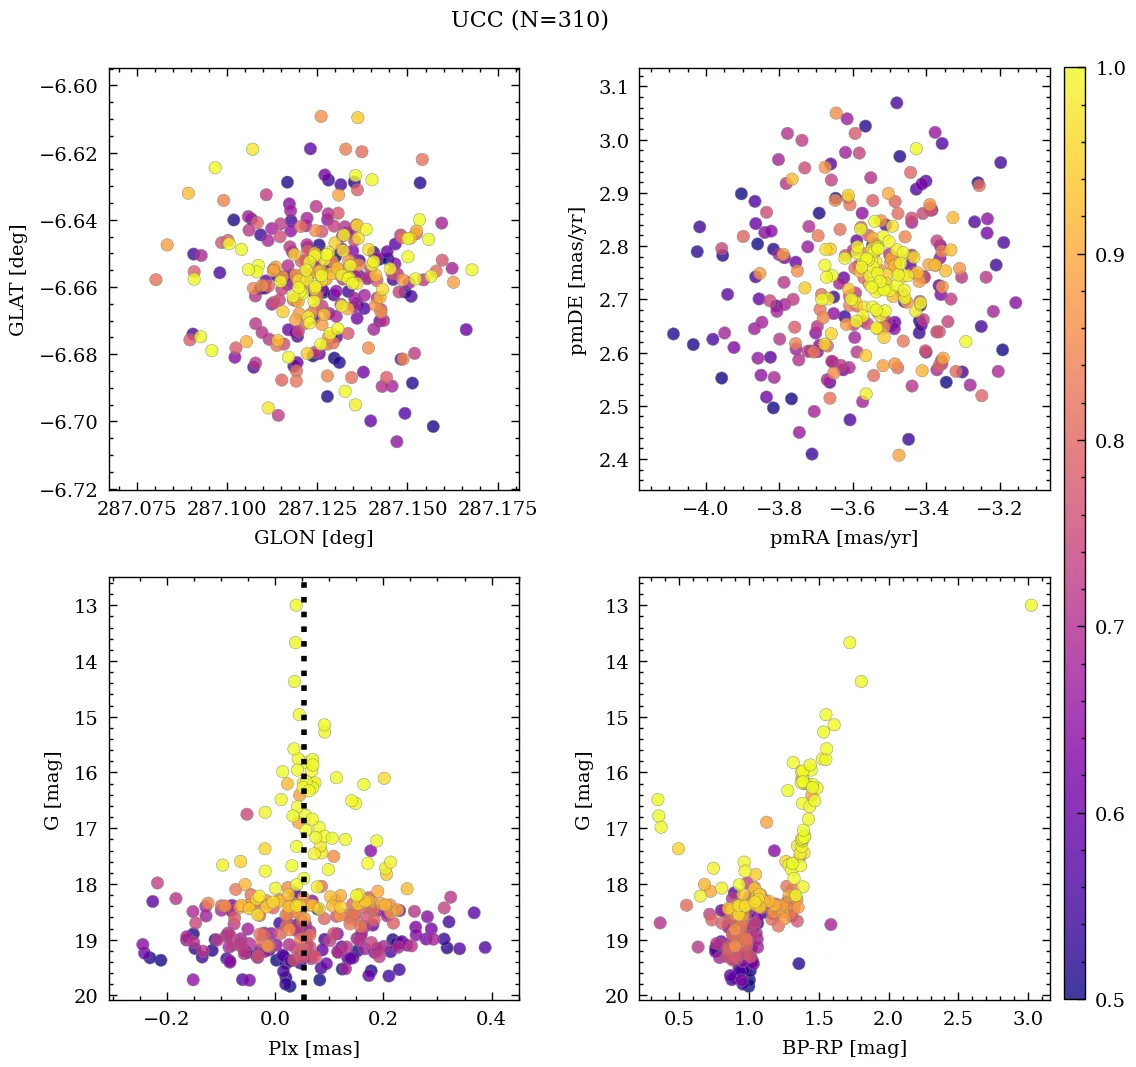 UCC (N=310)
−6.60
−6.62
−6.64
−6.66
−6.68
−6.70
−6.72
GLAT [deg]
287.075 287.100 287.125 287.150 287.175
GLON [deg]
3.1
3.0
2.9
2.8
2.7
2.6
2.5
2.4
pmDE [mas/yr]
−4.0 −3.8 −3.6 −3.4 −3.2
pmRA [mas/yr]
13
14
15
16
17
18
19
20
G [mag]
−0.2 0.0 0.2 0.4
Plx [mas]
13
14
15
16
17
18
19
20
G [mag]
0.5 1.0 1.5 2.0 2.5 3.0
BP-RP [mag]
1.0
0.9
0.8
0.7
0.6
0.5